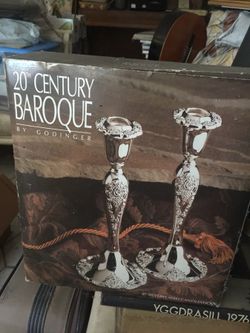 20TH CENTURY
BAROQUE
BY GODINGER
YGGDRASILL 1976